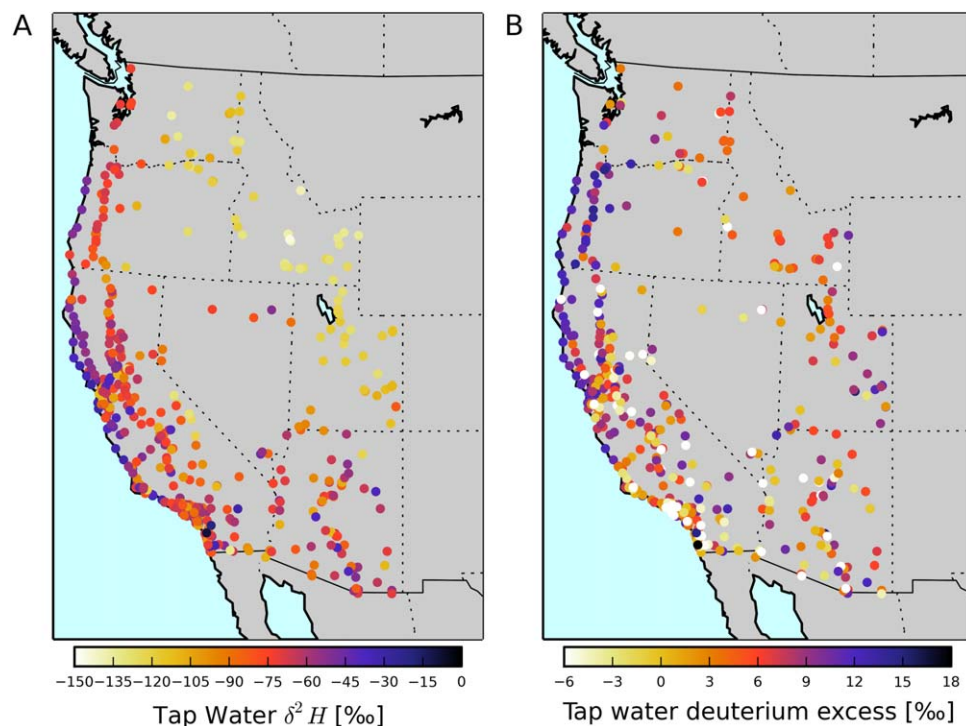 A B
−150 −135 −120 −105 −90 −75 −60 −45 −30 −15 0
−6 −3 0 3 6 9 12 15 18
Tap Water δ² H [‰]
Tap water deuterium excess [‰]